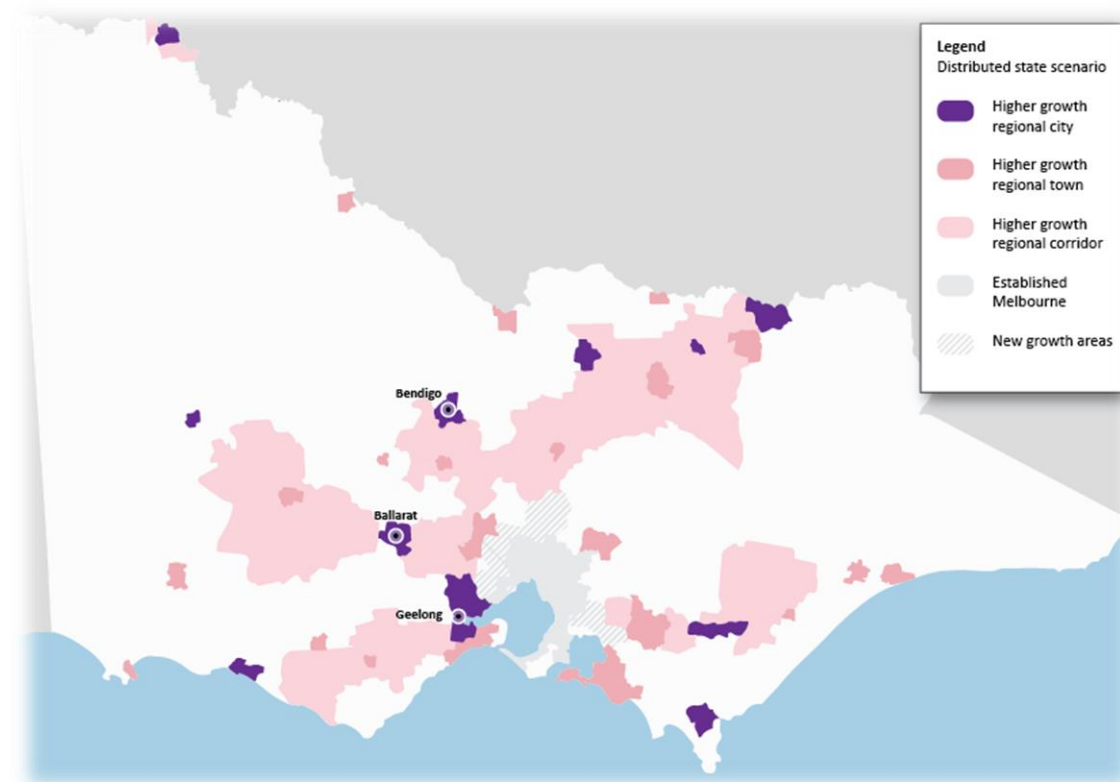 Legend
Distributed state scenario
Higher growth
regional city
Higher growth
regional town
Higher growth
regional corridor
Established
Melbourne
New growth areas
Bendigo
Ballarat
Geelong